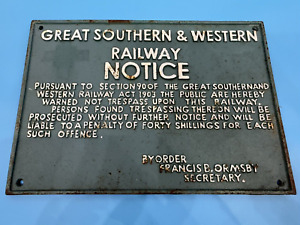 GREAT SOUTHERN & WESTERN
RAILWAY
NOTICE
PURSUANT TO SECTION 90 OF THE GREAT SOUTHERN AND
WESTERN RAILWAY ACT 1903 THE PUBLIC ARE HEREBY
WARNED NOT TRESPASS UPON THIS RAILWAY.
PERSONS FOUND TRESPASSING THEREON WILL BE
PROSECUTED WITHOUT FURTHER NOTICE AND WILL BE
LIABLE TO A PENALTY OF FORTY SHILLINGS FOR EACH
SUCH OFFENCE.
BY ORDER
FRANCIS B. ORMSBY
SECRETARY.